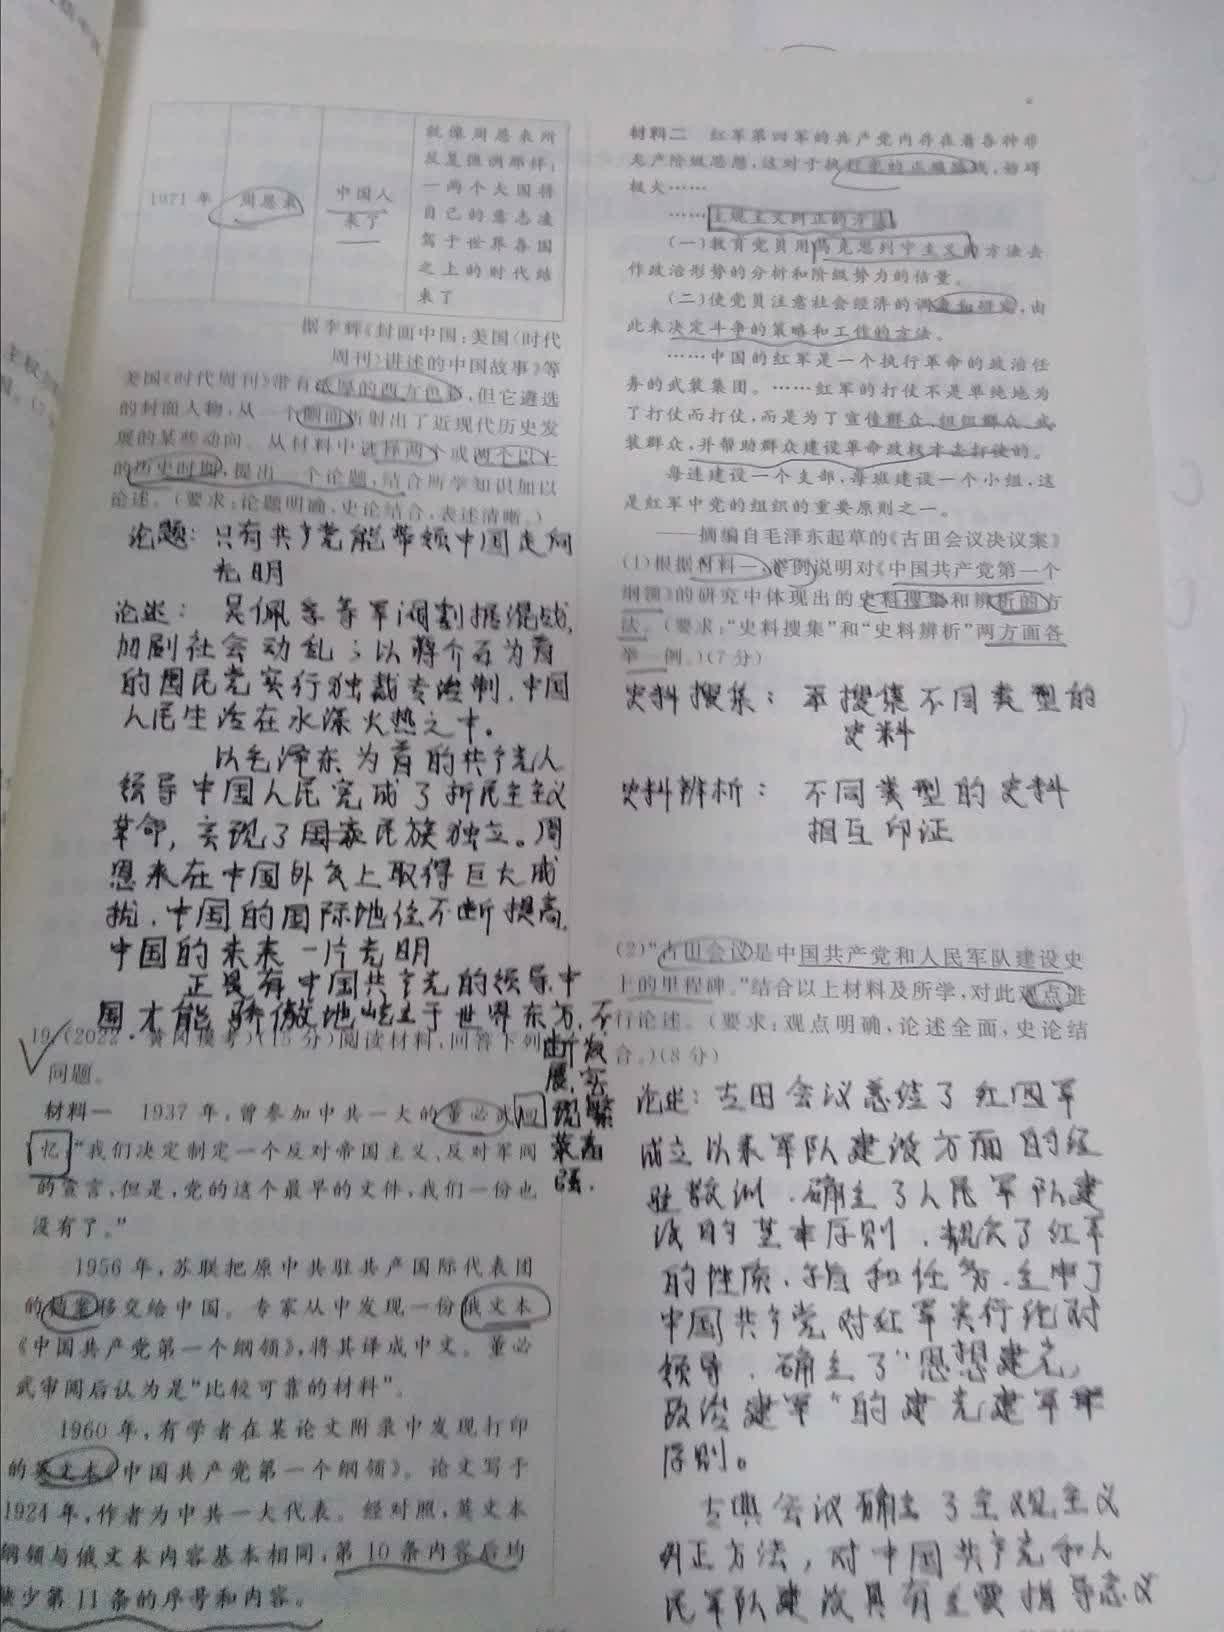 1971年
周恩来
中国人
来了
就像周恩来所
反复强调那样:
一两个大国将
自己的意志凌
驾于世界各国
之上的时代结
束了
据李辉《封面中国:美国〈时代
周刊〉讲述的中国故事》等
美国《时代周刊》带有浓厚的西方色彩,但它遴选
的封面人物,从一个侧面折射出了近现代历史发
展的某些动向。从材料中选择两个或两个以上
的历史时期,提出一个论题,结合所学知识加以
论述。(要求:论题明确,史论结合,表述清晰。)
论题:只有共产党能带领中国走向
光明
论述:吴佩孚等军阀割据混战,
加剧社会动乱;以蒋介石为首
的国民党实行独裁专治制,中国
人民生活在水深火热之中。
以毛泽东为首的共产党人
领导中国人民完成了新民主主义
革命,实现了国家民族独立。周
恩来在中国外交上取得巨大成
扰,中国的国际地位不断提高,
中国的未来一片光明
正是有中国共产党的领导,中
国才能骄傲地屹立于世界东方,不
断发
展,实
现繁
荣富
强.
19.(2022·黄冈模考)(15分)阅读材料,回答下列
问题。
材料一 1937年,曾参加中共一大的董必武回
忆:“我们决定制定一个反对帝国主义、反对军阀
的宣言,但是,党的这个最早的文件,我们一份也
没有了。”
1956年,苏联把原中共驻共产国际代表团
的档案移交给中国。专家从中发现一份俄文本
《中国共产党第一个纲领》,将其译成中文。董必
武审阅后认为是“比较可靠的材料”。
1960年,有学者在某论文附录中发现打印
的英文本《中国共产党第一个纲领》。论文写于
1924年,作者为中共一大代表。经对照,英文本
纲领与俄文本内容基本相同,第10条内容后均
缺少第11条的序号和内容。
材料二 红军第四军的共产党内存在着各种非
无产阶级思想,这对于执行党的正确路线,妨碍
极大……
……主观主义纠正的方法:
(一)教育党员用马克思列宁主义的方法去
作政治形势的分析和阶级势力的估量。
(二)使党员注意社会经济的调查和研究,由
此来决定斗争的策略和工作的方法。
……中国的红军是一个执行革命的政治任
务的武装集团。……红军的打仗不是单纯地为
了打仗而打仗,而是为了宣传群众、组织群众、武
装群众,并帮助群众建设革命政权才去打仗的。
每连建设一个支部,每班建设一个小组,这
是红军中党的组织的重要原则之一。
——摘编自毛泽东起草的《古田会议决议案》
(1)根据材料一,举例说明对《中国共产党第一个
纲领》的研究中体现出的史料搜集和辨析的方
法。(要求:“史料搜集”和“史料辨析”两方面各
举一例。)(7分)
史料搜集:平搜集不同类型的
史料
史料辨析:不同类型的史料
相互印证
(2)“古田会议是中国共产党和人民军队建设史
上的里程碑。”结合以上材料及所学,对此观点进
行论述。(要求:观点明确,论述全面,史论结
合。)(8分)
论述:古田会议总结了红四军
成立以来军队建设方面的经
验教训,确立了人民军队建
设的基本原则,规定了红军
的性质、宗旨和任务,重申了
中国共产党对红军实行绝对
领导,确立了“思想建党,
政治建军”的建党建军
原则。
古典会议确立了主观主义
纠正方法,对中国共产党和人
民军队建设具有重要指导意义